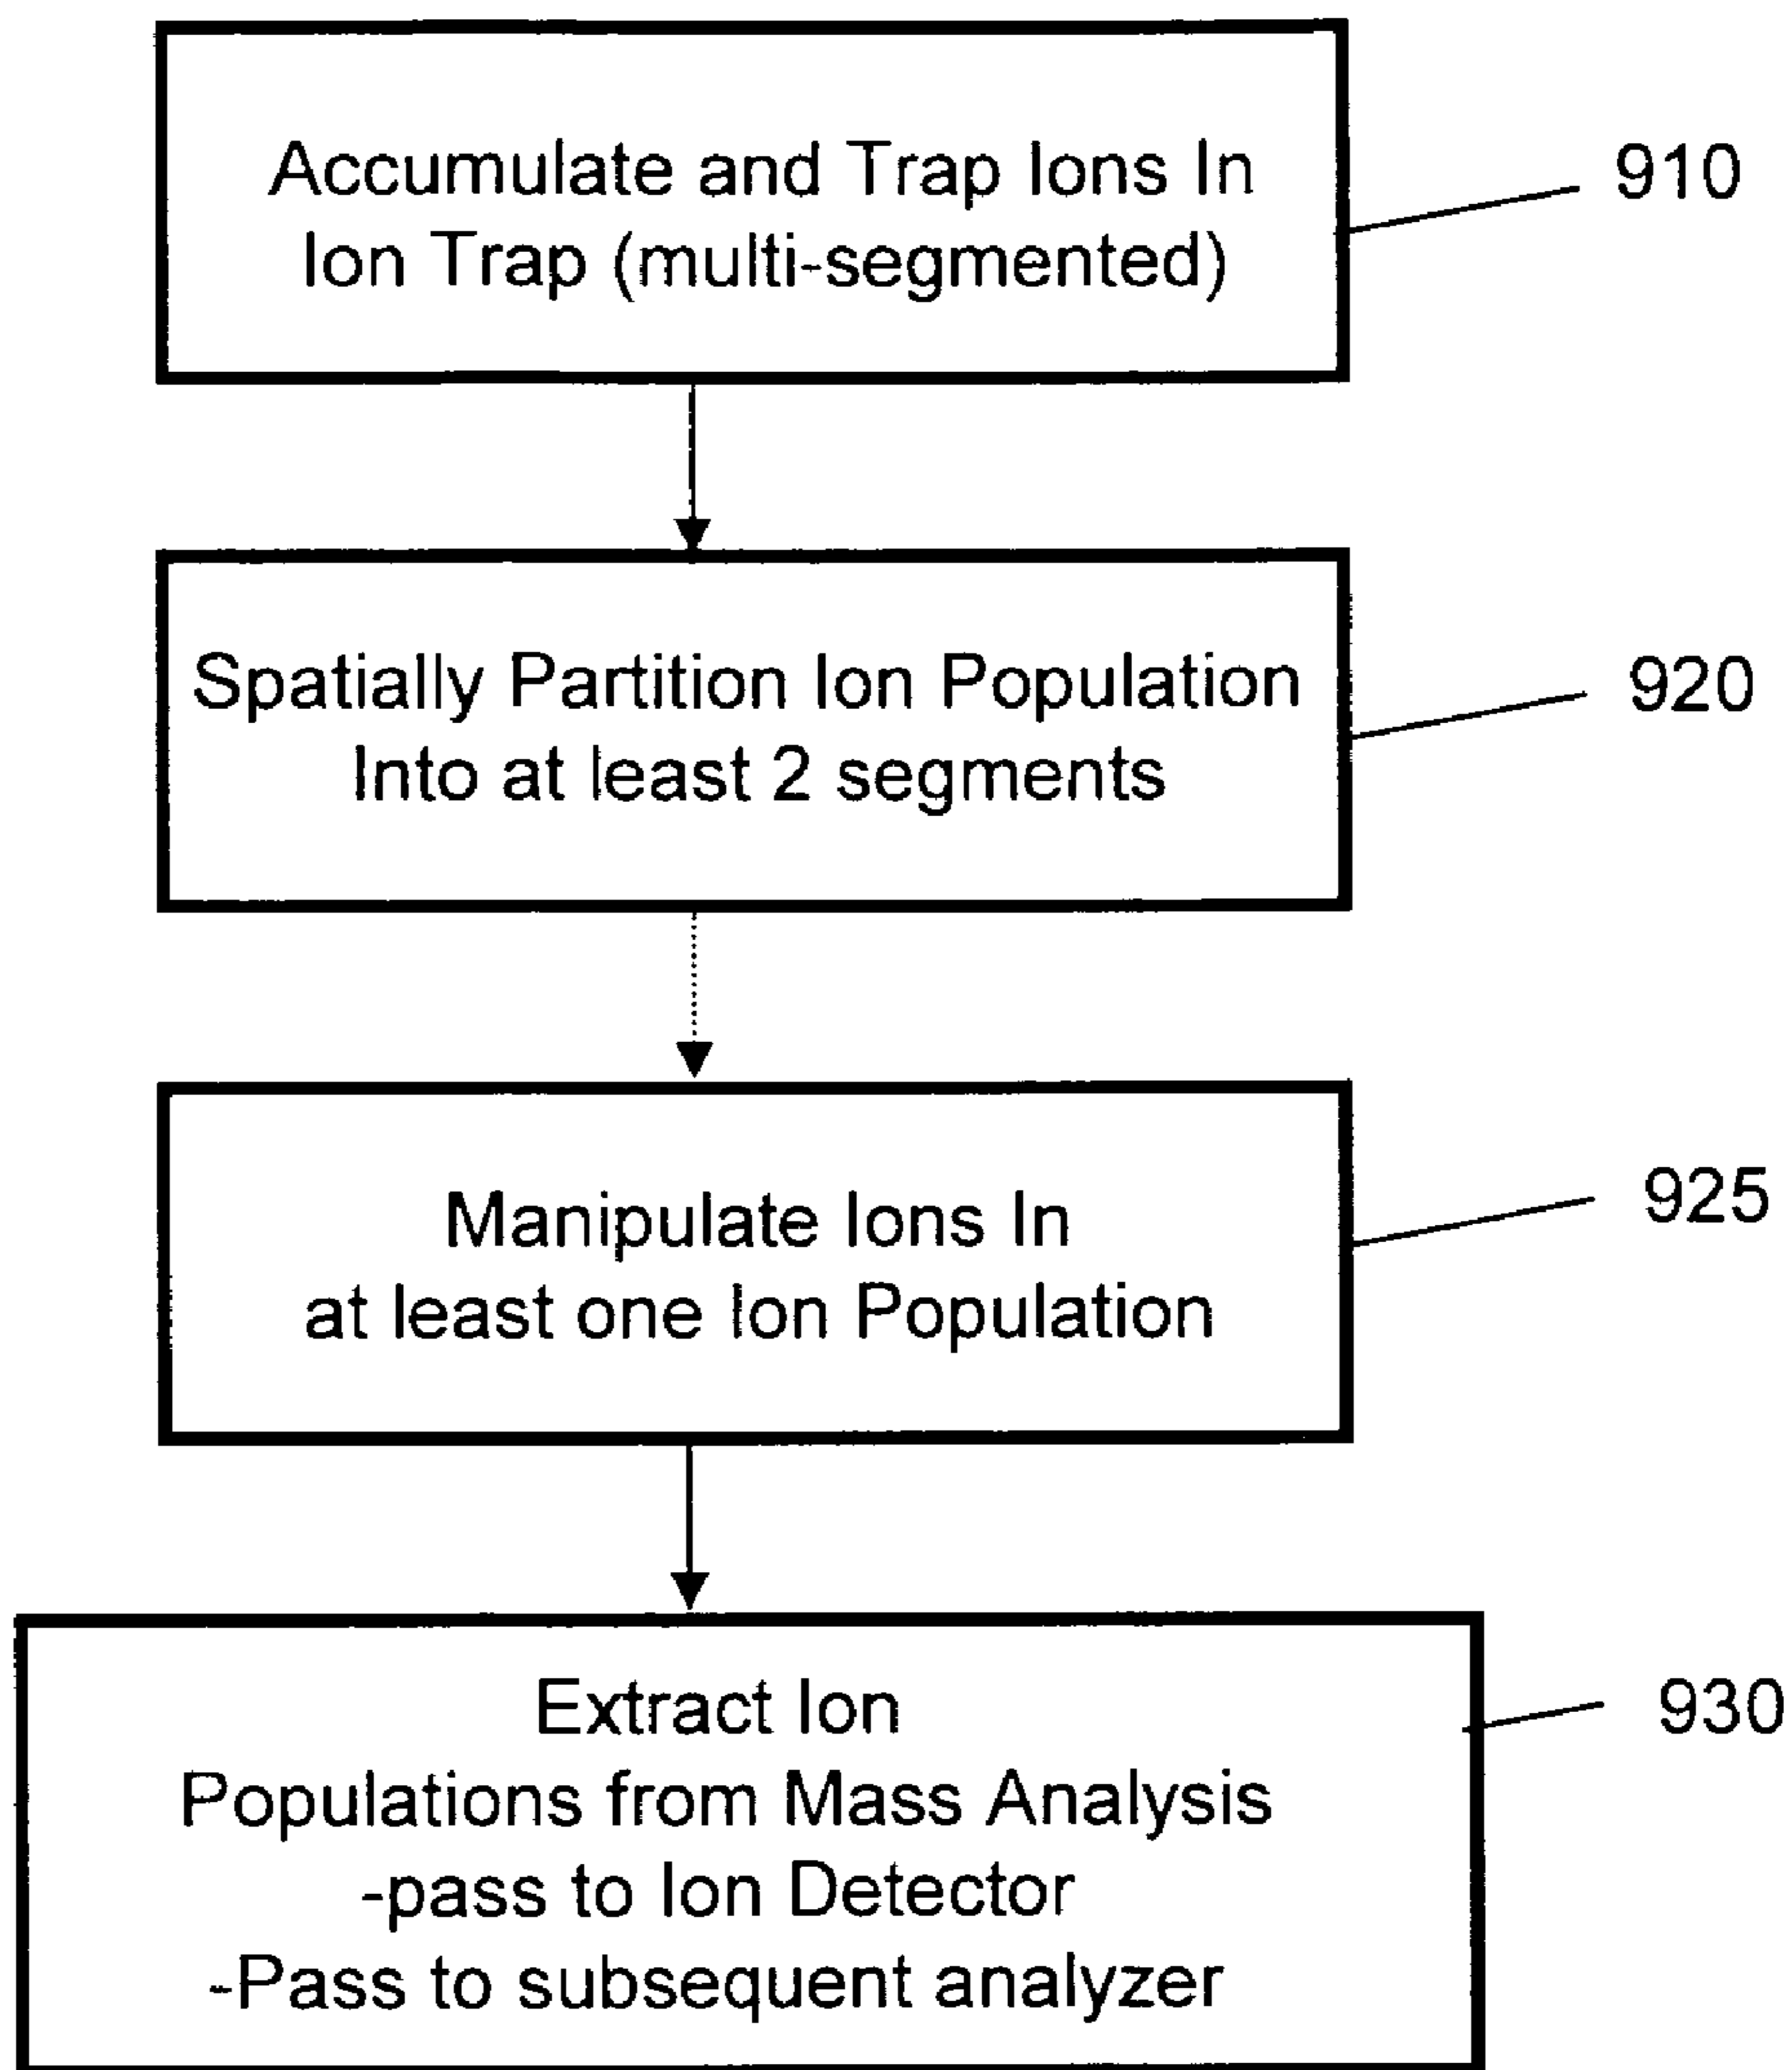 Accumulate and Trap Ions In
Ion Trap (multi-segmented)
910
Spatially Partition Ion Population
Into at least 2 segments
920
Manipulate Ions In
at least one Ion Population
925
Extract Ion
Populations from Mass Analysis
-pass to Ion Detector
-Pass to subsequent analyzer
930